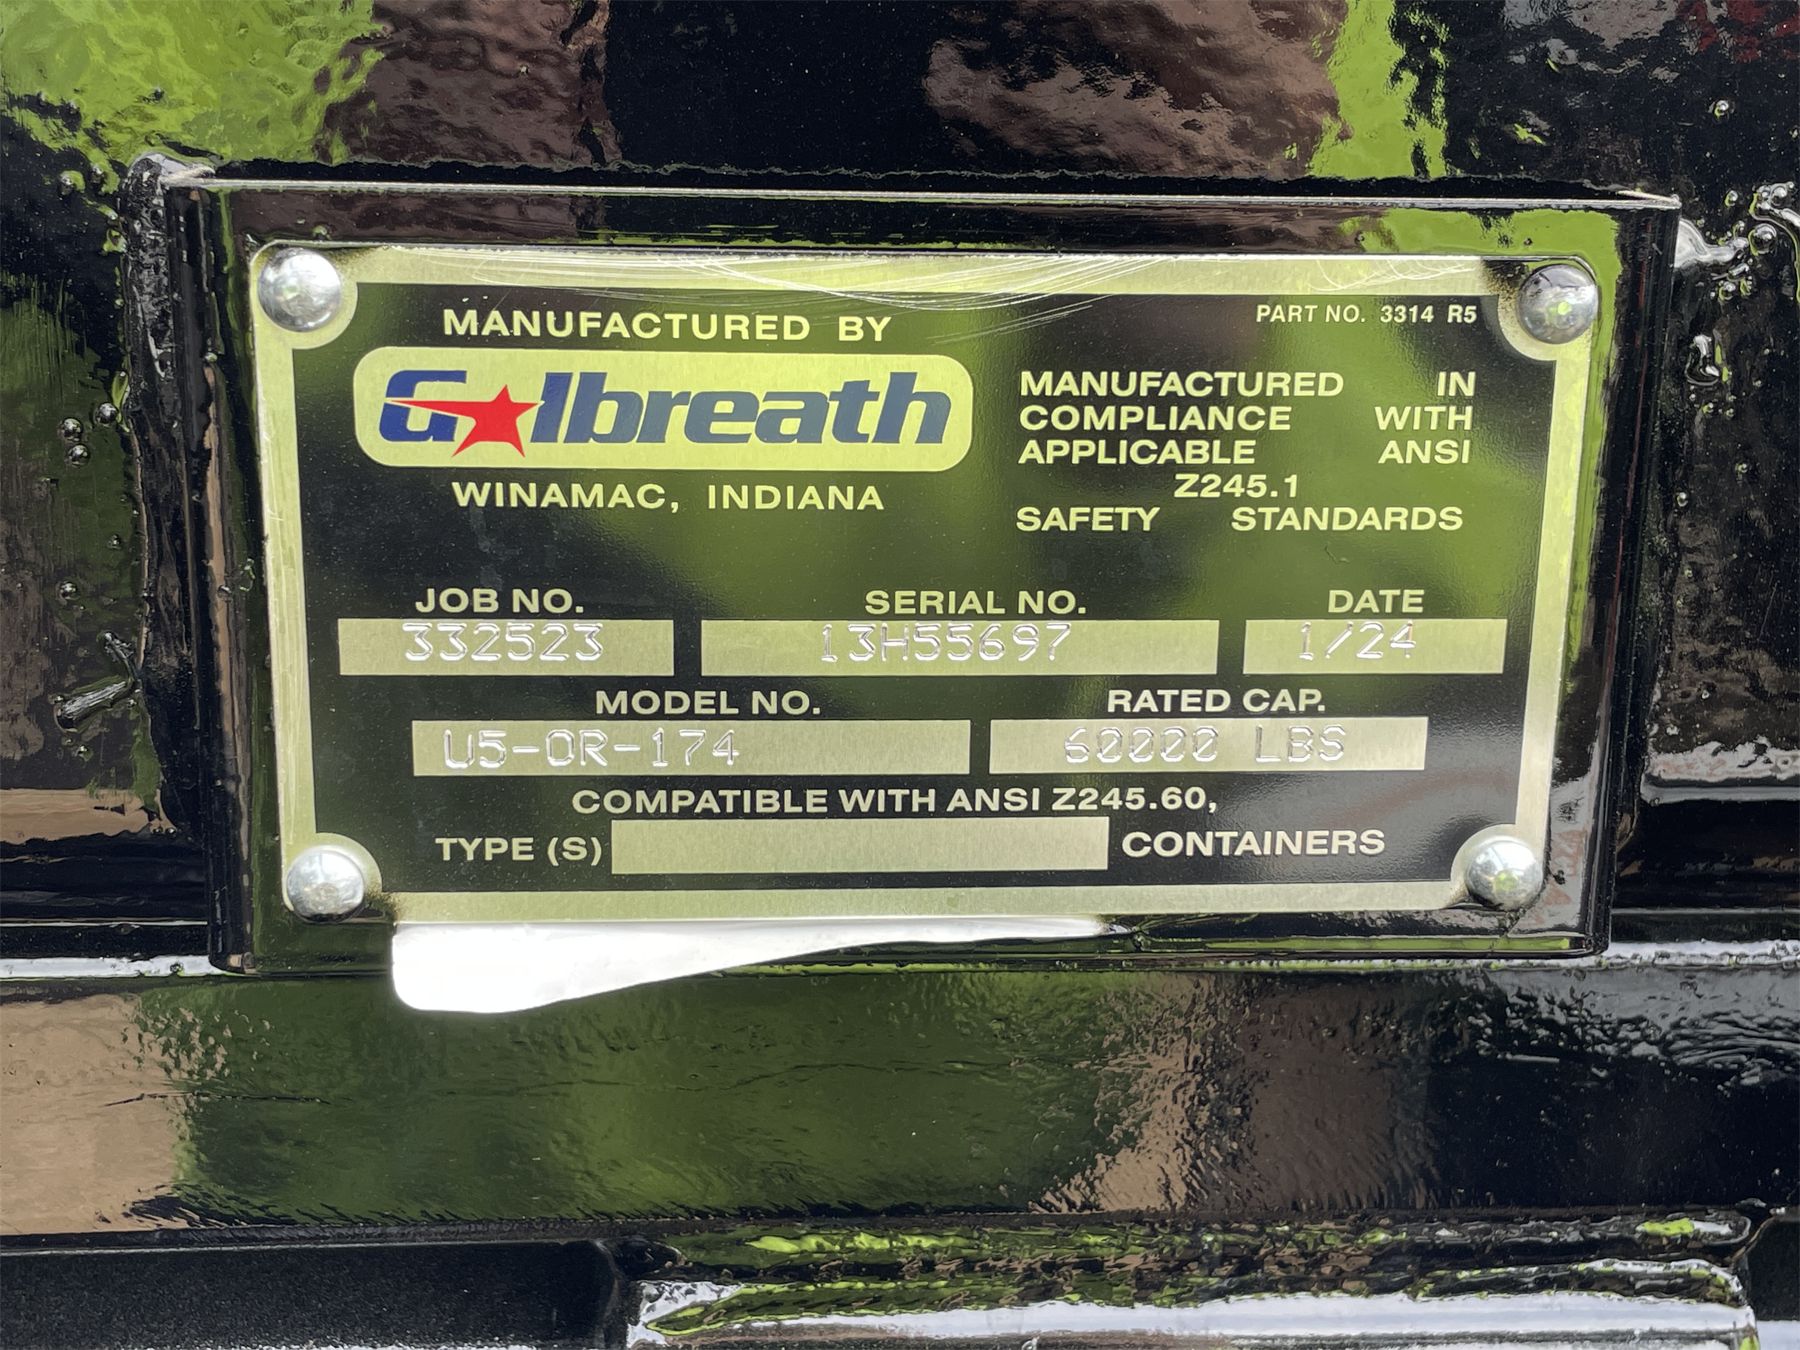 MANUFACTURED BY
Galbreath
WINAMAC, INDIANA
PART NO. 3314 R5
MANUFACTURED IN
COMPLIANCE WITH
APPLICABLE ANSI
Z245.1
SAFETY STANDARDS
JOB NO. SERIAL NO. DATE
332523 13H55697 1/24
MODEL NO. RATED CAP.
U5-OR-174 60000 LBS
COMPATIBLE WITH ANSI Z245.60,
TYPE (S) CONTAINERS